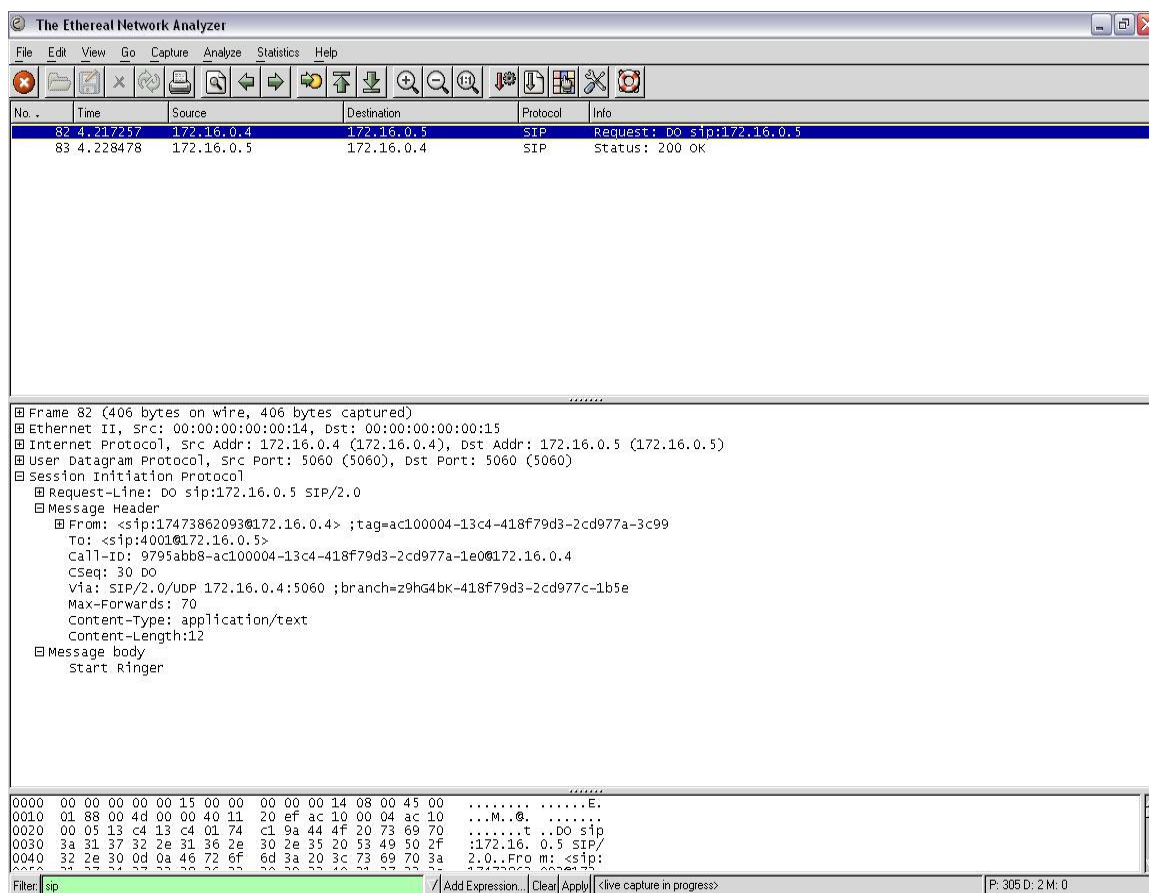 The Ethereal Network Analyzer
File Edit View Go Capture Analyze Statistics Help
No. . Time Source Destination Protocol Info
82 4.217257 172.16.0.4 172.16.0.5 SIP Request: DO sip:172.16.0.5
83 4.228478 172.16.0.5 172.16.0.4 SIP Status: 200 OK
Frame 82 (406 bytes on wire, 406 bytes captured)
Ethernet II, Src: 00:00:00:00:00:14, Dst: 00:00:00:00:00:15
Internet Protocol, Src Addr: 172.16.0.4 (172.16.0.4), Dst Addr: 172.16.0.5 (172.16.0.5)
User Datagram Protocol, Src Port: 5060 (5060), Dst Port: 5060 (5060)
Session Initiation Protocol
Request-Line: DO sip:172.16.0.5 SIP/2.0
Message Header
From: <sip:17473862093@172.16.0.4> ;tag=ac100004-13c4-418f79d3-2cd977a-3c99
To: <sip:4001@172.16.0.5>
Call-ID: 9795abb8-ac100004-13c4-418f79d3-2cd977a-1e0@172.16.0.4
CSeq: 30 DO
Via: SIP/2.0/UDP 172.16.0.4:5060 ;branch=z9hG4bK-418f79d3-2cd977c-1b5e
Max-Forwards: 70
Content-Type: application/text
Content-Length:12
Message body
Start Ringer
0000 00 00 00 00 00 15 00 00 00 00 00 14 08 00 45 00 ........ ......E.
0010 01 88 00 4d 00 00 40 11 20 ef ac 10 00 04 ac 10 ...M..@. .......
0020 00 05 13 c4 13 c4 01 74 c1 9a 44 4f 20 73 69 70 .......t ..DO sip
0030 3a 31 37 32 2e 31 36 2e 30 2e 35 20 53 49 50 2f :172.16. 0.5 SIP/
0040 32 2e 30 0d 0a 46 72 6f 6d 3a 20 3c 73 69 70 3a 2.0..Fro m: <sip:
Filter: sip / Add Expression... Clear Apply <live capture in progress> P: 305 D: 2 M: 0